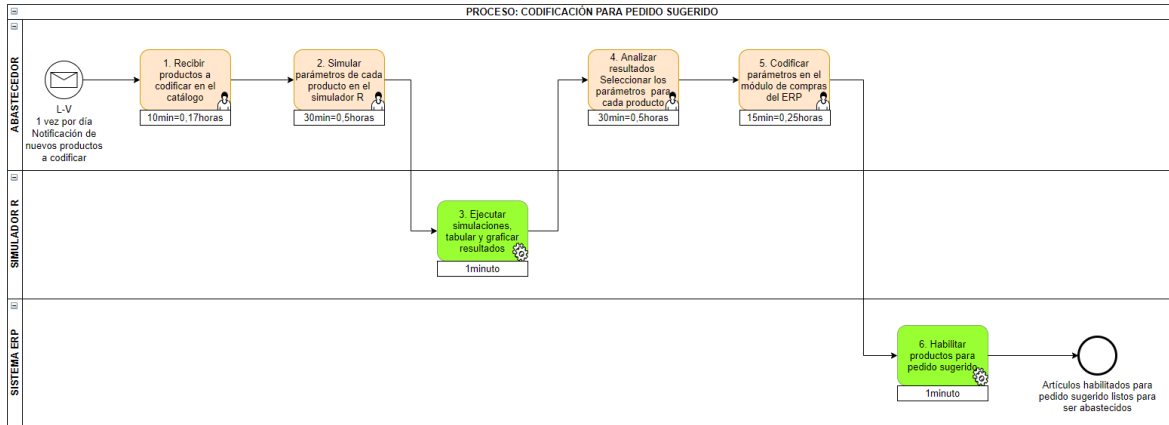 PROCESO: CODIFICACIÓN PARA PEDIDO SUGERIDO
ABASTECEDOR
L-V
1 vez por día
Notificación de
nuevos productos
a codificar
1. Recibir
productos a
codificar en el
catálogo
10min=0,17horas
2. Simular
parámetros de cada
producto en el
simulador R
30min=0,5horas
4. Analizar
resultados
Seleccionar los
parámetros para
cada producto
30min=0,5horas
5. Codificar
parámetros en el
módulo de compras
del ERP
15min=0,25horas
SIMULADOR R
3. Ejecutar
simulaciones,
tabular y graficar
resultados
1minuto
SISTEMA ERP
6. Habilitar
productos para
pedido sugerido
1minuto
Artículos habilitados para
pedido sugerido listos para
ser abastecidos